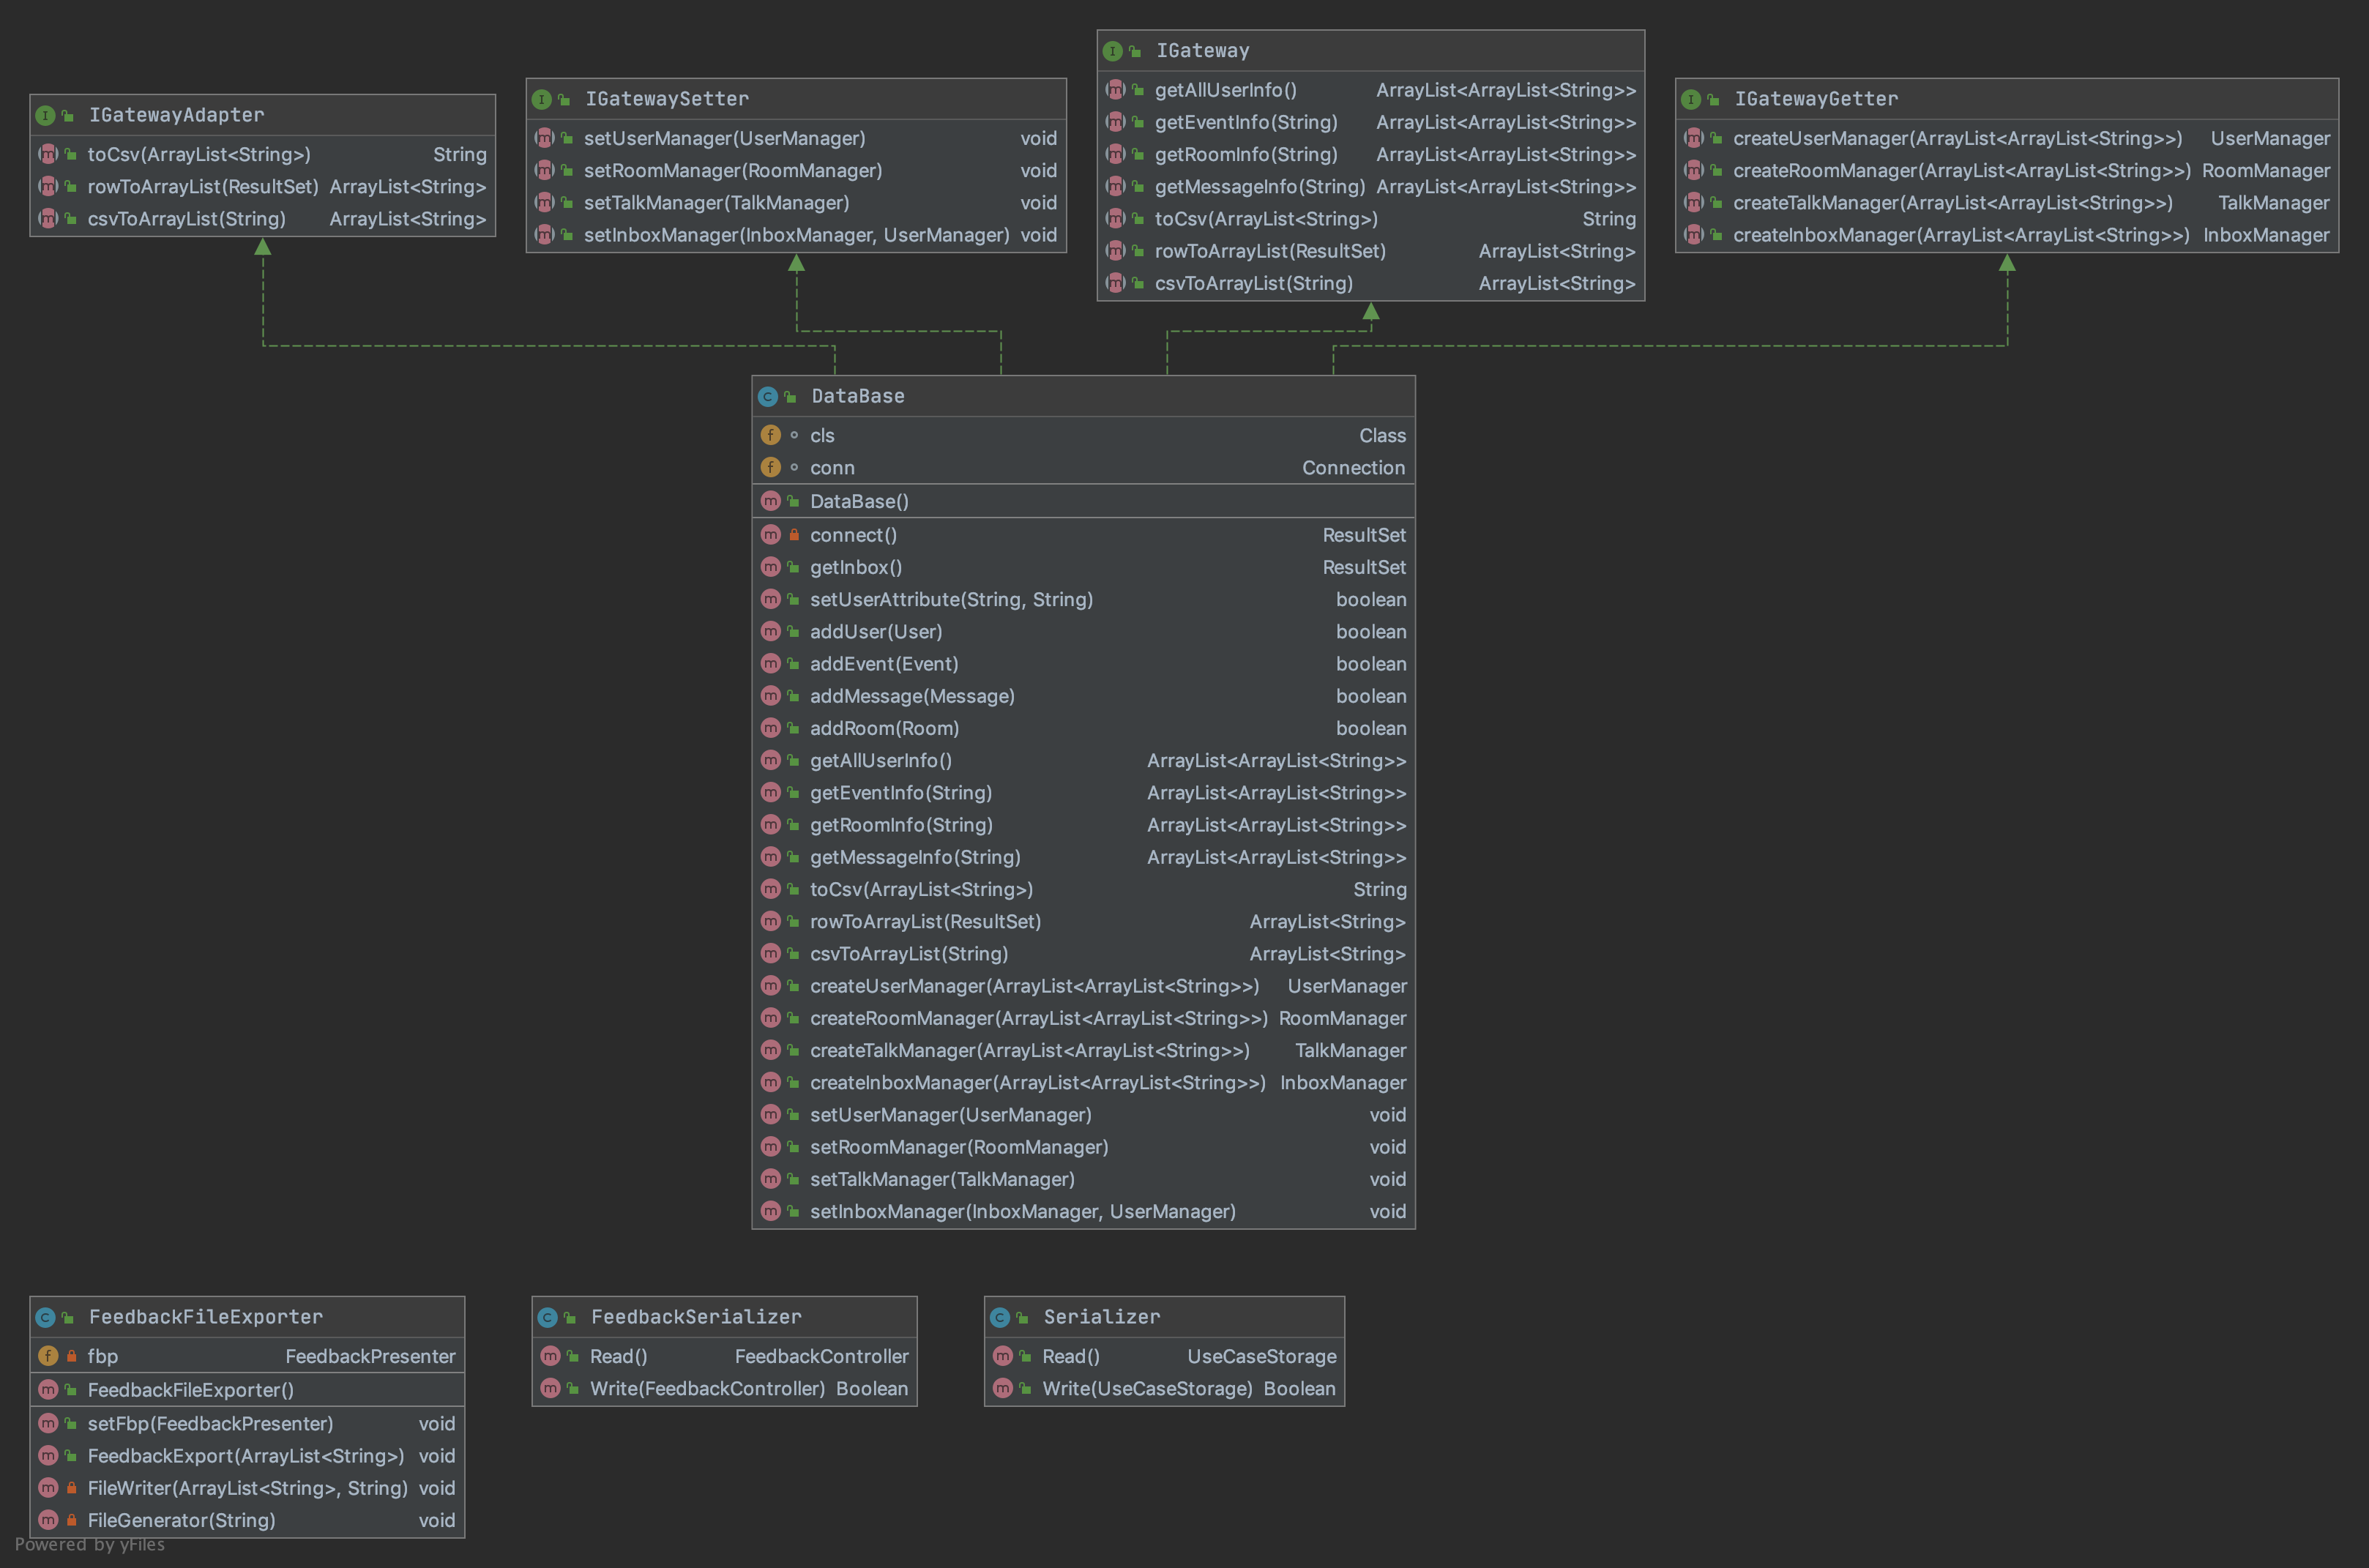 IGatewayAdapter
toCsv(ArrayList<String>) String
rowToArrayList(ResultSet) ArrayList<String>
csvToArrayList(String) ArrayList<String>
IGatewaySetter
setUserManager(UserManager) void
setRoomManager(RoomManager) void
setTalkManager(TalkManager) void
setInboxManager(InboxManager, UserManager) void
IGateway
getAllUserInfo() ArrayList<ArrayList<String>>
getEventInfo(String) ArrayList<ArrayList<String>>
getRoomInfo(String) ArrayList<ArrayList<String>>
getMessageInfo(String) ArrayList<ArrayList<String>>
toCsv(ArrayList<String>) String
rowToArrayList(ResultSet) ArrayList<String>
csvToArrayList(String) ArrayList<String>
IGatewayGetter
createUserManager(ArrayList<ArrayList<String>>) UserManager
createRoomManager(ArrayList<ArrayList<String>>) RoomManager
createTalkManager(ArrayList<ArrayList<String>>) TalkManager
createInboxManager(ArrayList<ArrayList<String>>) InboxManager
DataBase
cls Class
conn Connection
DataBase()
connect() ResultSet
getInbox() ResultSet
setUserAttribute(String, String) boolean
addUser(User) boolean
addEvent(Event) boolean
addMessage(Message) boolean
addRoom(Room) boolean
getAllUserInfo() ArrayList<ArrayList<String>>
getEventInfo(String) ArrayList<ArrayList<String>>
getRoomInfo(String) ArrayList<ArrayList<String>>
getMessageInfo(String) ArrayList<ArrayList<String>>
toCsv(ArrayList<String>) String
rowToArrayList(ResultSet) ArrayList<String>
csvToArrayList(String) ArrayList<String>
createUserManager(ArrayList<ArrayList<String>>) UserManager
createRoomManager(ArrayList<ArrayList<String>>) RoomManager
createTalkManager(ArrayList<ArrayList<String>>) TalkManager
createInboxManager(ArrayList<ArrayList<String>>) InboxManager
setUserManager(UserManager) void
setRoomManager(RoomManager) void
setTalkManager(TalkManager) void
setInboxManager(InboxManager, UserManager) void
FeedbackFileExporter
fbp FeedbackPresenter
FeedbackFileExporter()
setFbp(FeedbackPresenter) void
FeedbackExport(ArrayList<String>) void
FileWriter(ArrayList<String>, String) void
FileGenerator(String) void
FeedbackSerializer
Read() FeedbackController
Write(FeedbackController) Boolean
Serializer
Read() UseCaseStorage
Write(UseCaseStorage) Boolean
Powered by yFiles